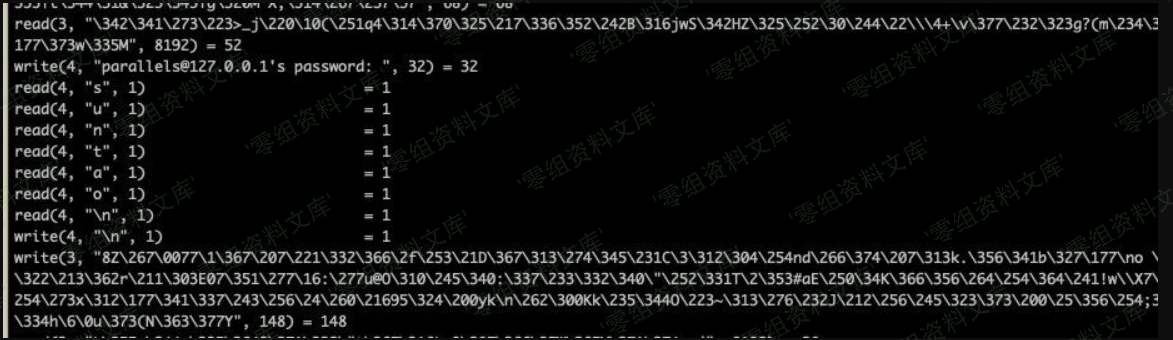 read(3, "\342\341\273\223>_j\220\10(\251q4\314\370\325\217\336\352\242B\316jwS\342HZ\325\252\30\244\22\\\4+\v\377\232\323g?(m\234\3
177\373w\335M", 8192) = 52
write(4, "parallels@127.0.0.1's password: ", 32) = 32
read(4, "s", 1) = 1
read(4, "u", 1) = 1
read(4, "n", 1) = 1
read(4, "t", 1) = 1
read(4, "a", 1) = 1
read(4, "o", 1) = 1
read(4, "\n", 1) = 1
write(4, "\n", 1) = 1
write(3, "8Z\267\0077\1\367\207\221\332\366\2f\253\21D\367\313\274\345\231C\3\312\304\254nd\266\374\207\313k.\356\341b\327\177\no \
\322\213\362r\211\303E07\351\277\16:\277u@O\310\245\340:\337\233\332\340\"\252\331T\2\353#aE\250\34K\366\356\264\254\364\241!w\\X7\
254\273x\312\177\341\337\243\256\24\260\21695\324\200yk\n\262\300Kk\235\344O\223~\313\276\232J\212\256\245\323\373\200\25\356\254;3
\334h\6\0u\373(N\363\377Y", 148) = 148
'零组资料文库'